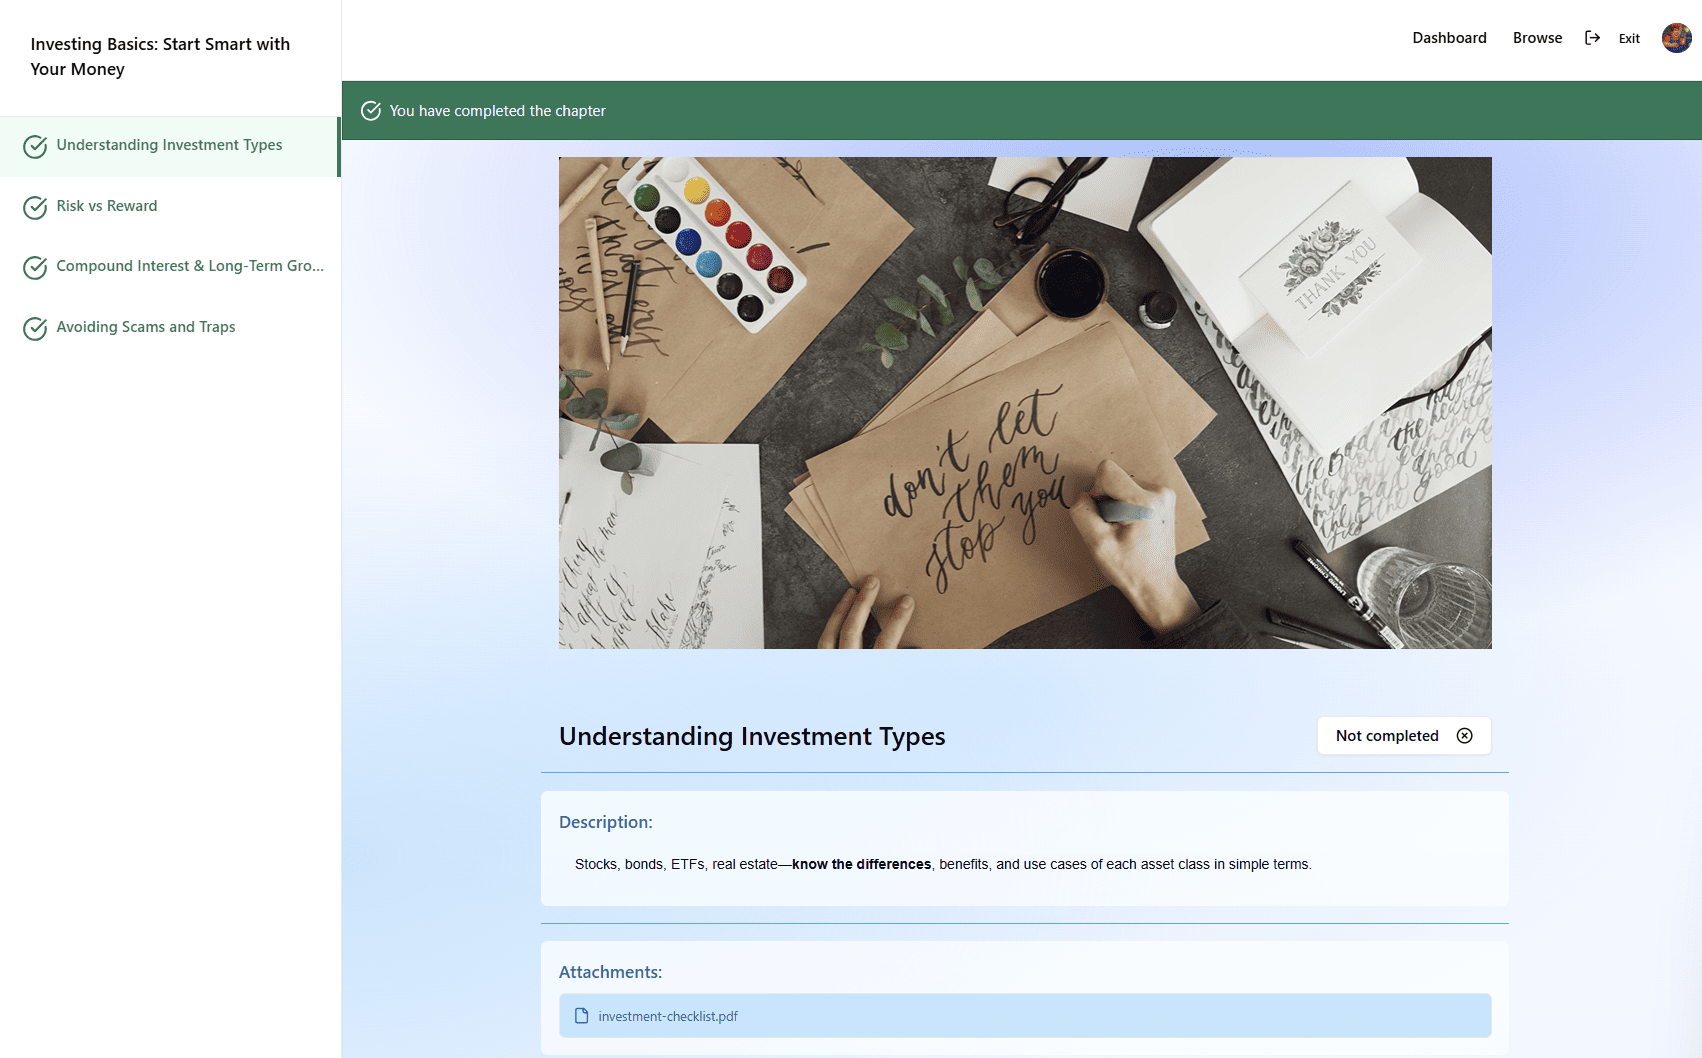 Investing Basics: Start Smart with
Your Money
Dashboard
Browse
Exit
You have completed the chapter
Understanding Investment Types
Risk vs Reward
Compound Interest & Long-Term Gro...
Avoiding Scams and Traps
THANK YOU
don't let
them
stop you
Understanding Investment Types
Not completed
Description:
Stocks, bonds, ETFs, real estate—know the differences, benefits, and use cases of each asset class in simple terms.
Attachments:
investment-checklist.pdf